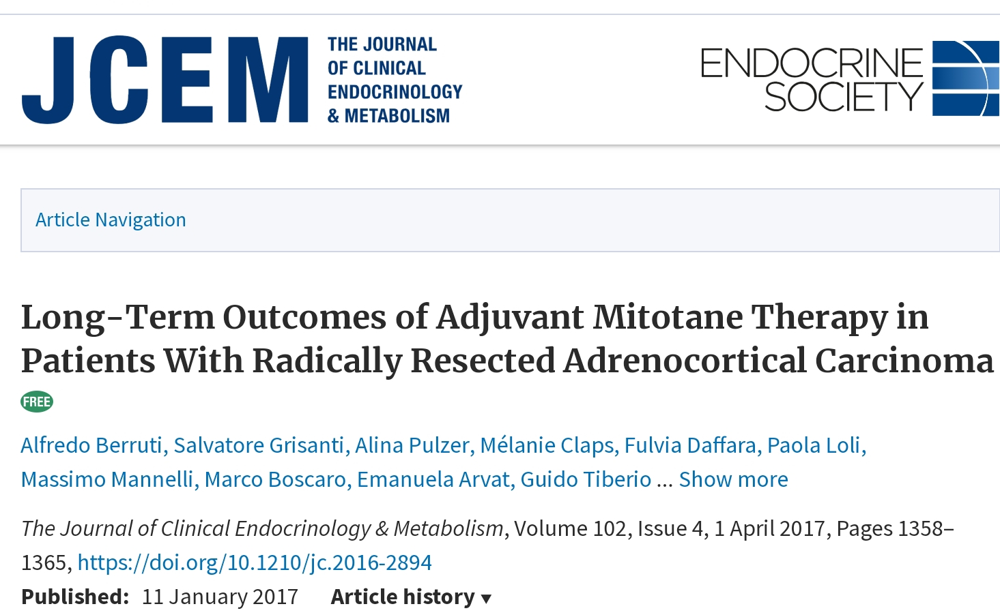 JCEM
THE JOURNAL
OF CLINICAL
ENDOCRINOLOGY
& METABOLISM
ENDOCRINE
SOCIETY
Article Navigation
Long-Term Outcomes of Adjuvant Mitotane Therapy in
Patients With Radically Resected Adrenocortical Carcinoma
FREE
Alfredo Berruti, Salvatore Grisanti, Alina Pulzer, Mélanie Claps, Fulvia Daffara, Paola Loli,
Massimo Mannelli, Marco Boscaro, Emanuela Arvat, Guido Tiberio ... Show more
The Journal of Clinical Endocrinology & Metabolism, Volume 102, Issue 4, 1 April 2017, Pages 1358–
1365, https://doi.org/10.1210/jc.2016-2894
Published: 11 January 2017 Article history ▾